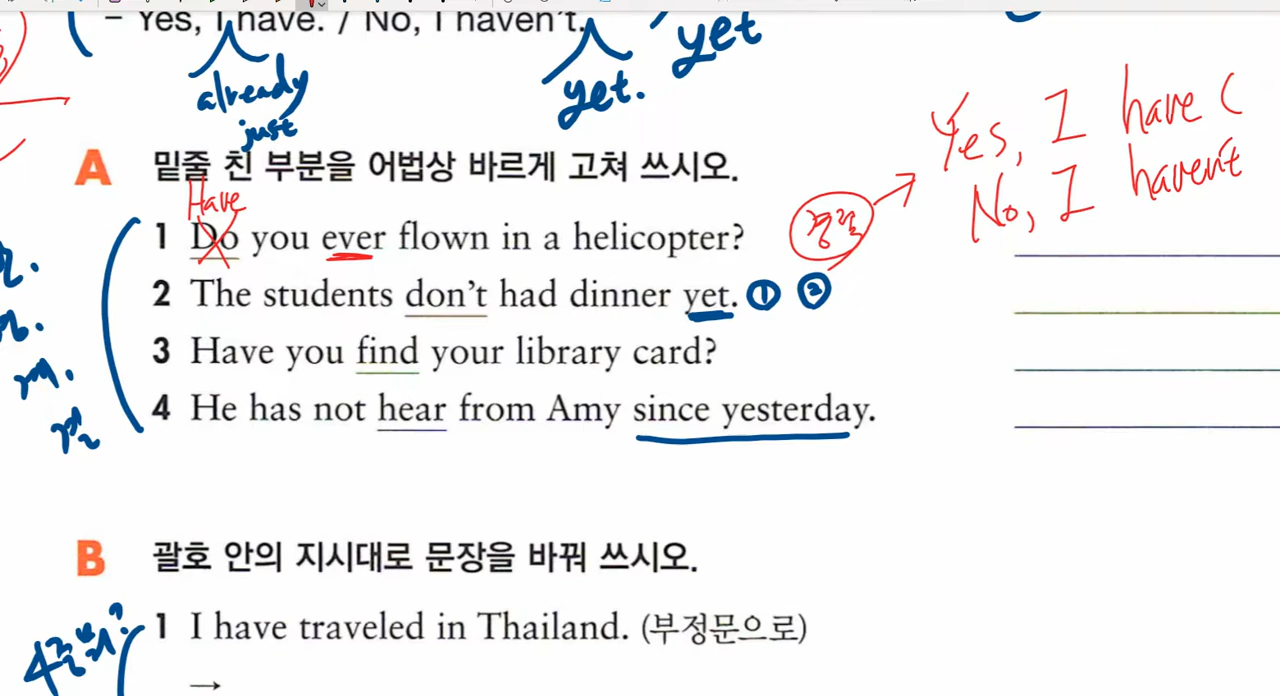 – Yes, I have. / No, I haven't.
already
just
yet.
yet
Yes, I have (
No, I haven't
A 밑줄 친 부분을 어법상 바르게 고쳐 쓰시오.
Have
1 Do you ever flown in a helicopter?
2 The students don't had dinner yet. ① ②
3 Have you find your library card?
4 He has not hear from Amy since yesterday.
B 괄호 안의 지시대로 문장을 바꿔 쓰시오.
1 I have traveled in Thailand. (부정문으로)
→